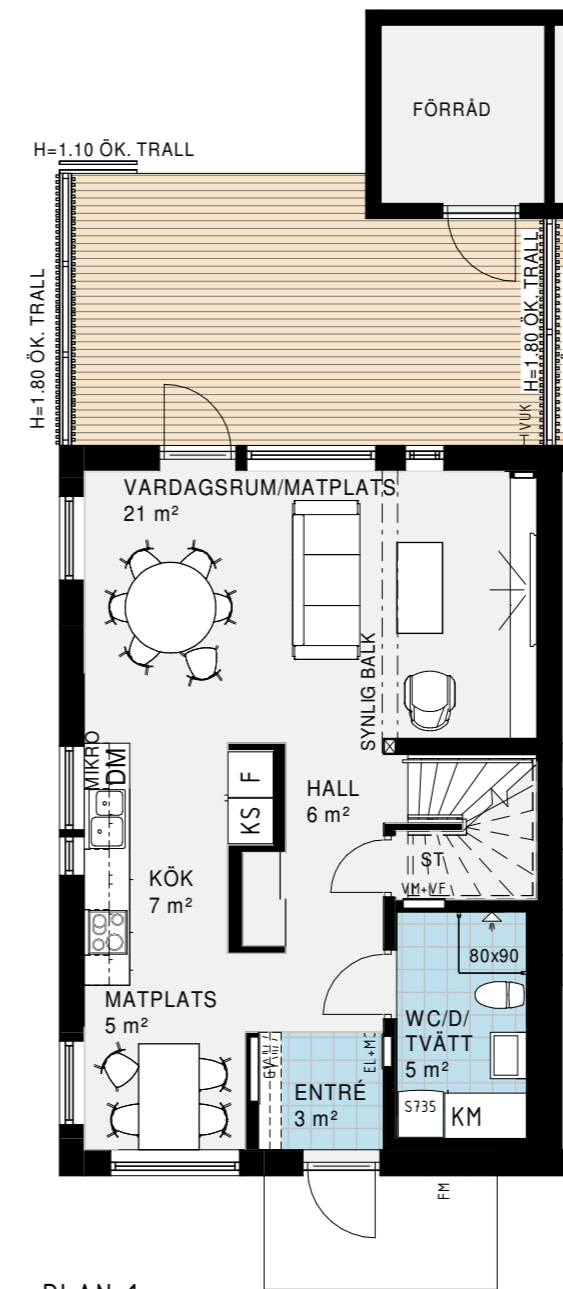 FÖRRÅD
H=1.10 ÖK. TRALL
H=1.80 ÖK. TRALL
H=1.80 ÖK. TRALL
HVUK
VARDAGSRUM/MATPLATS
21 m²
SYNLIG BALK
MIKRO
DM
F
KS
HALL
6 m²
ST
VM+VF
KÖK
7 m²
80x90
MATPLATS
5 m²
WC/D/
TVÄTT
5 m²
EL+M
ENTRÉ
3 m²
S735
KM
FM